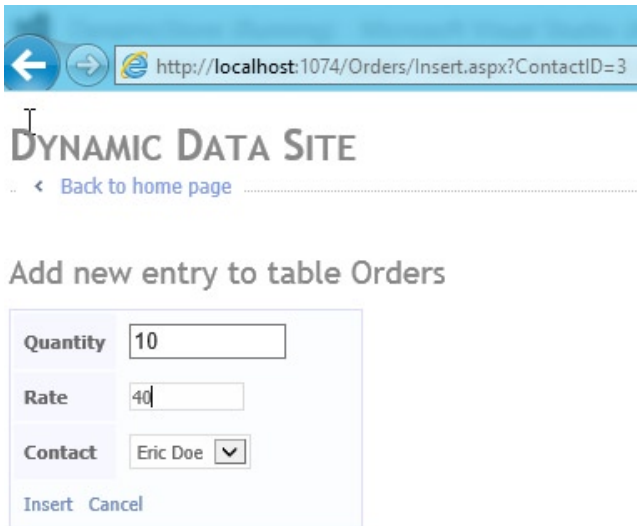 http://localhost:1074/Orders/Insert.aspx?ContactID=3
DYNAMIC DATA SITE
Back to home page
Add new entry to table Orders
Quantity 10
Rate 40
Contact Eric Doe
Insert Cancel